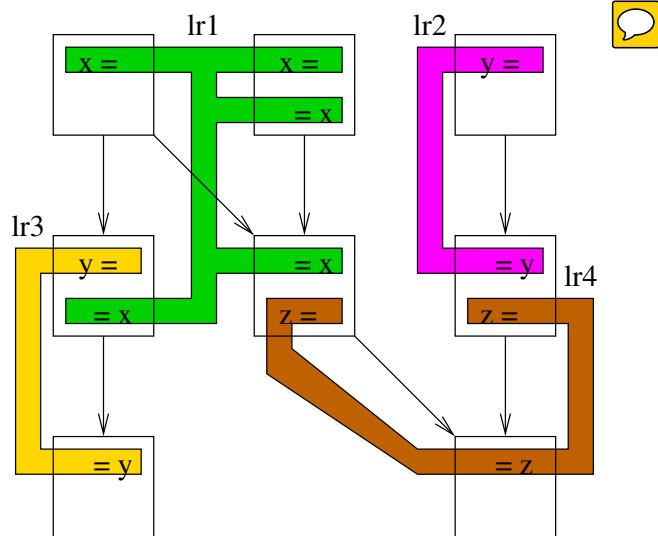 lr1 lr2
x = x = y =
= x
lr3
y = = x = y
lr4
= x z = z =
= y = z